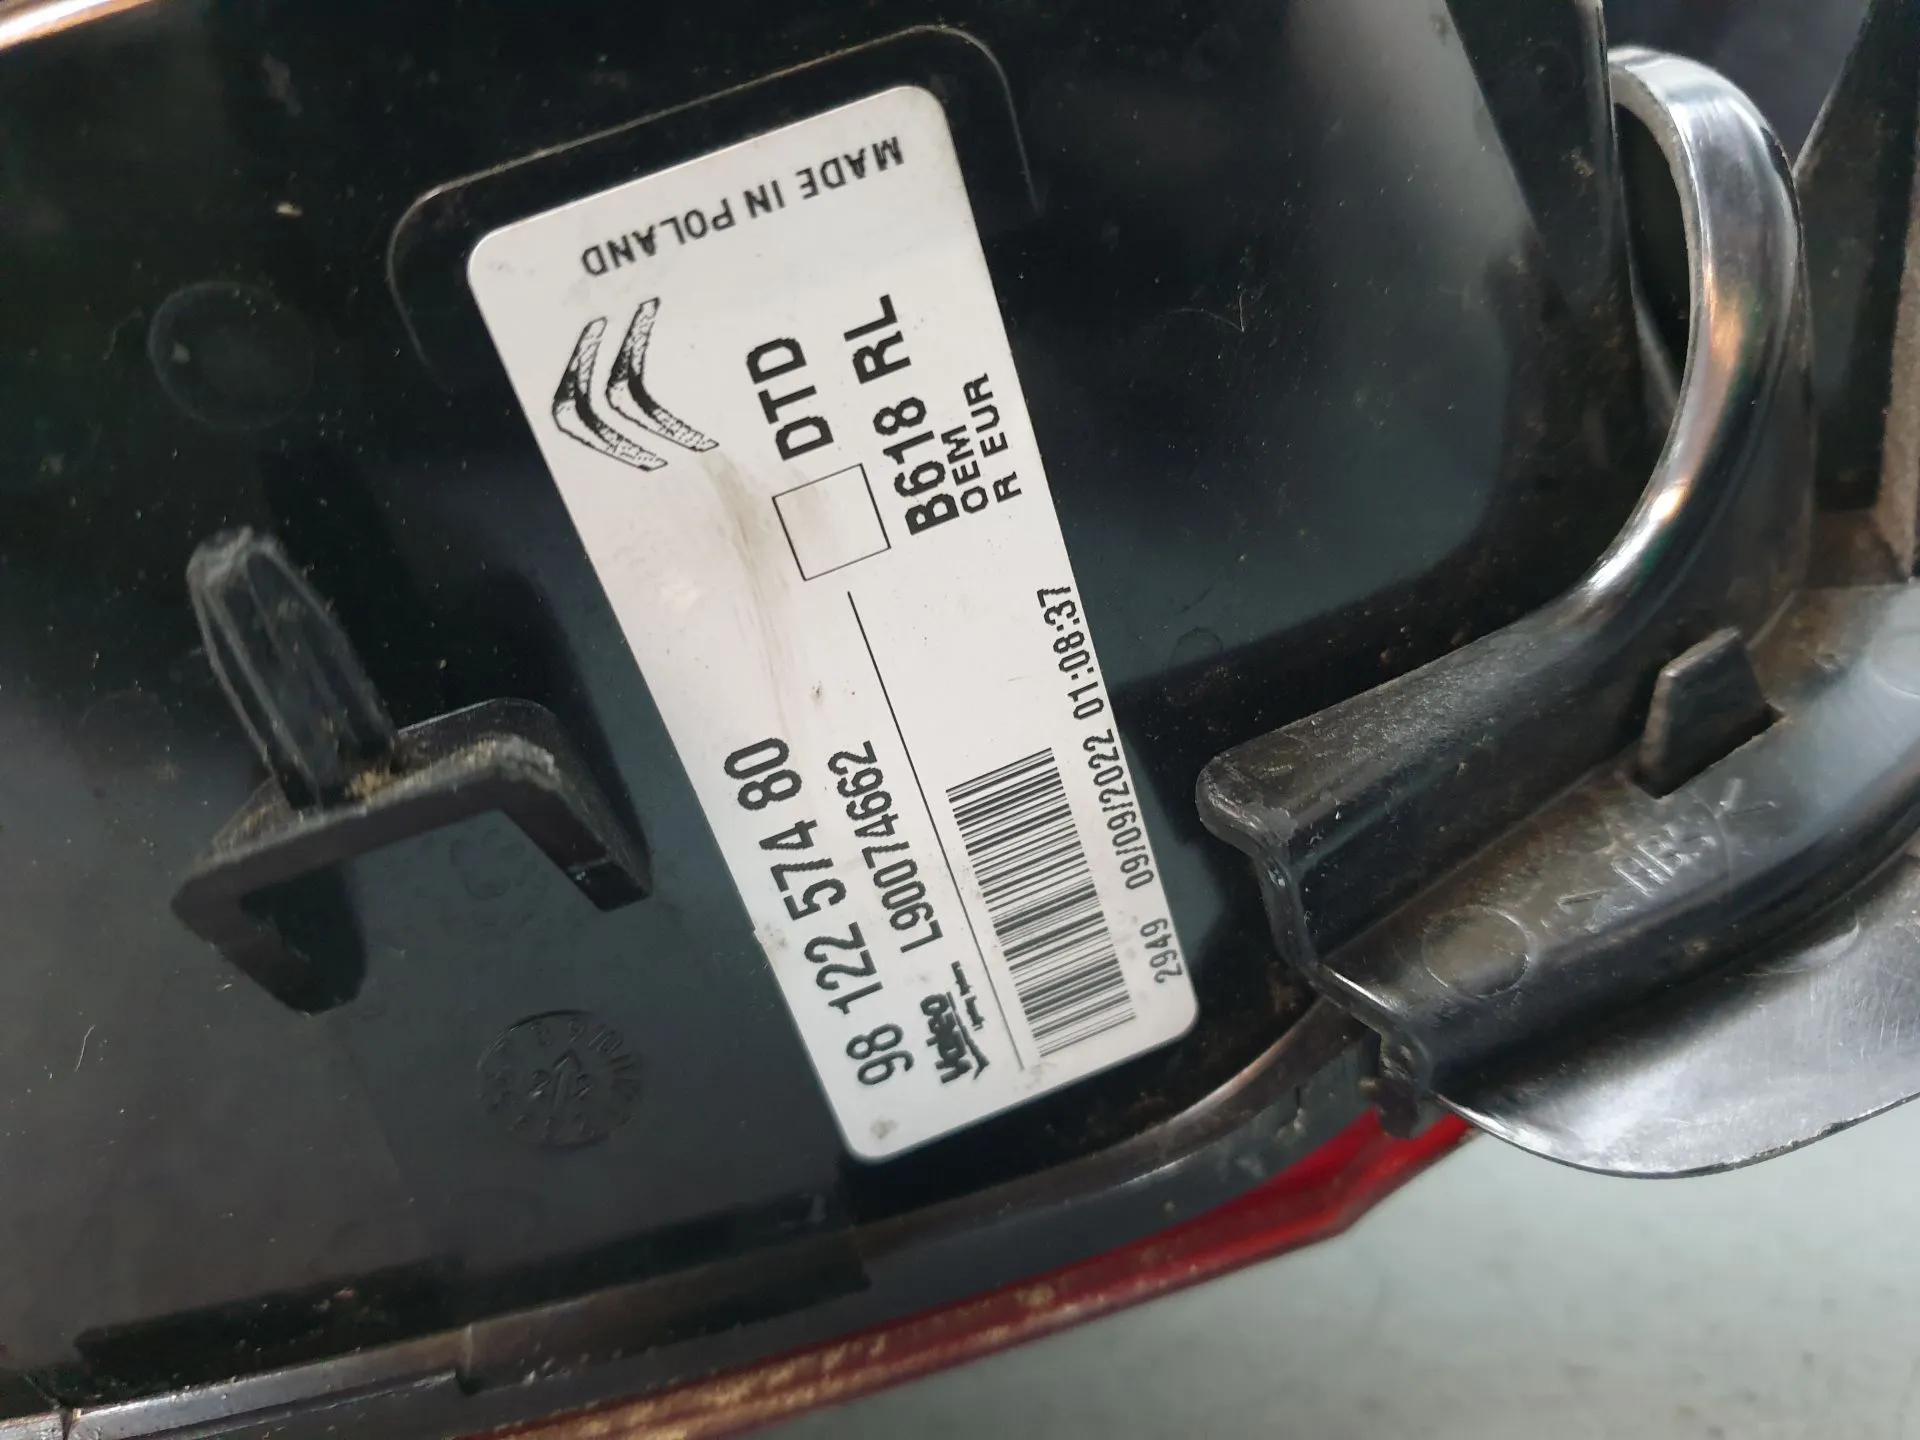 MADE IN POLAND
DTD
B618 RL
OEM
R EUR
98 122 574 80
Valeo
L90074662
2949 09/09/2022 01:08:37
>ABS<